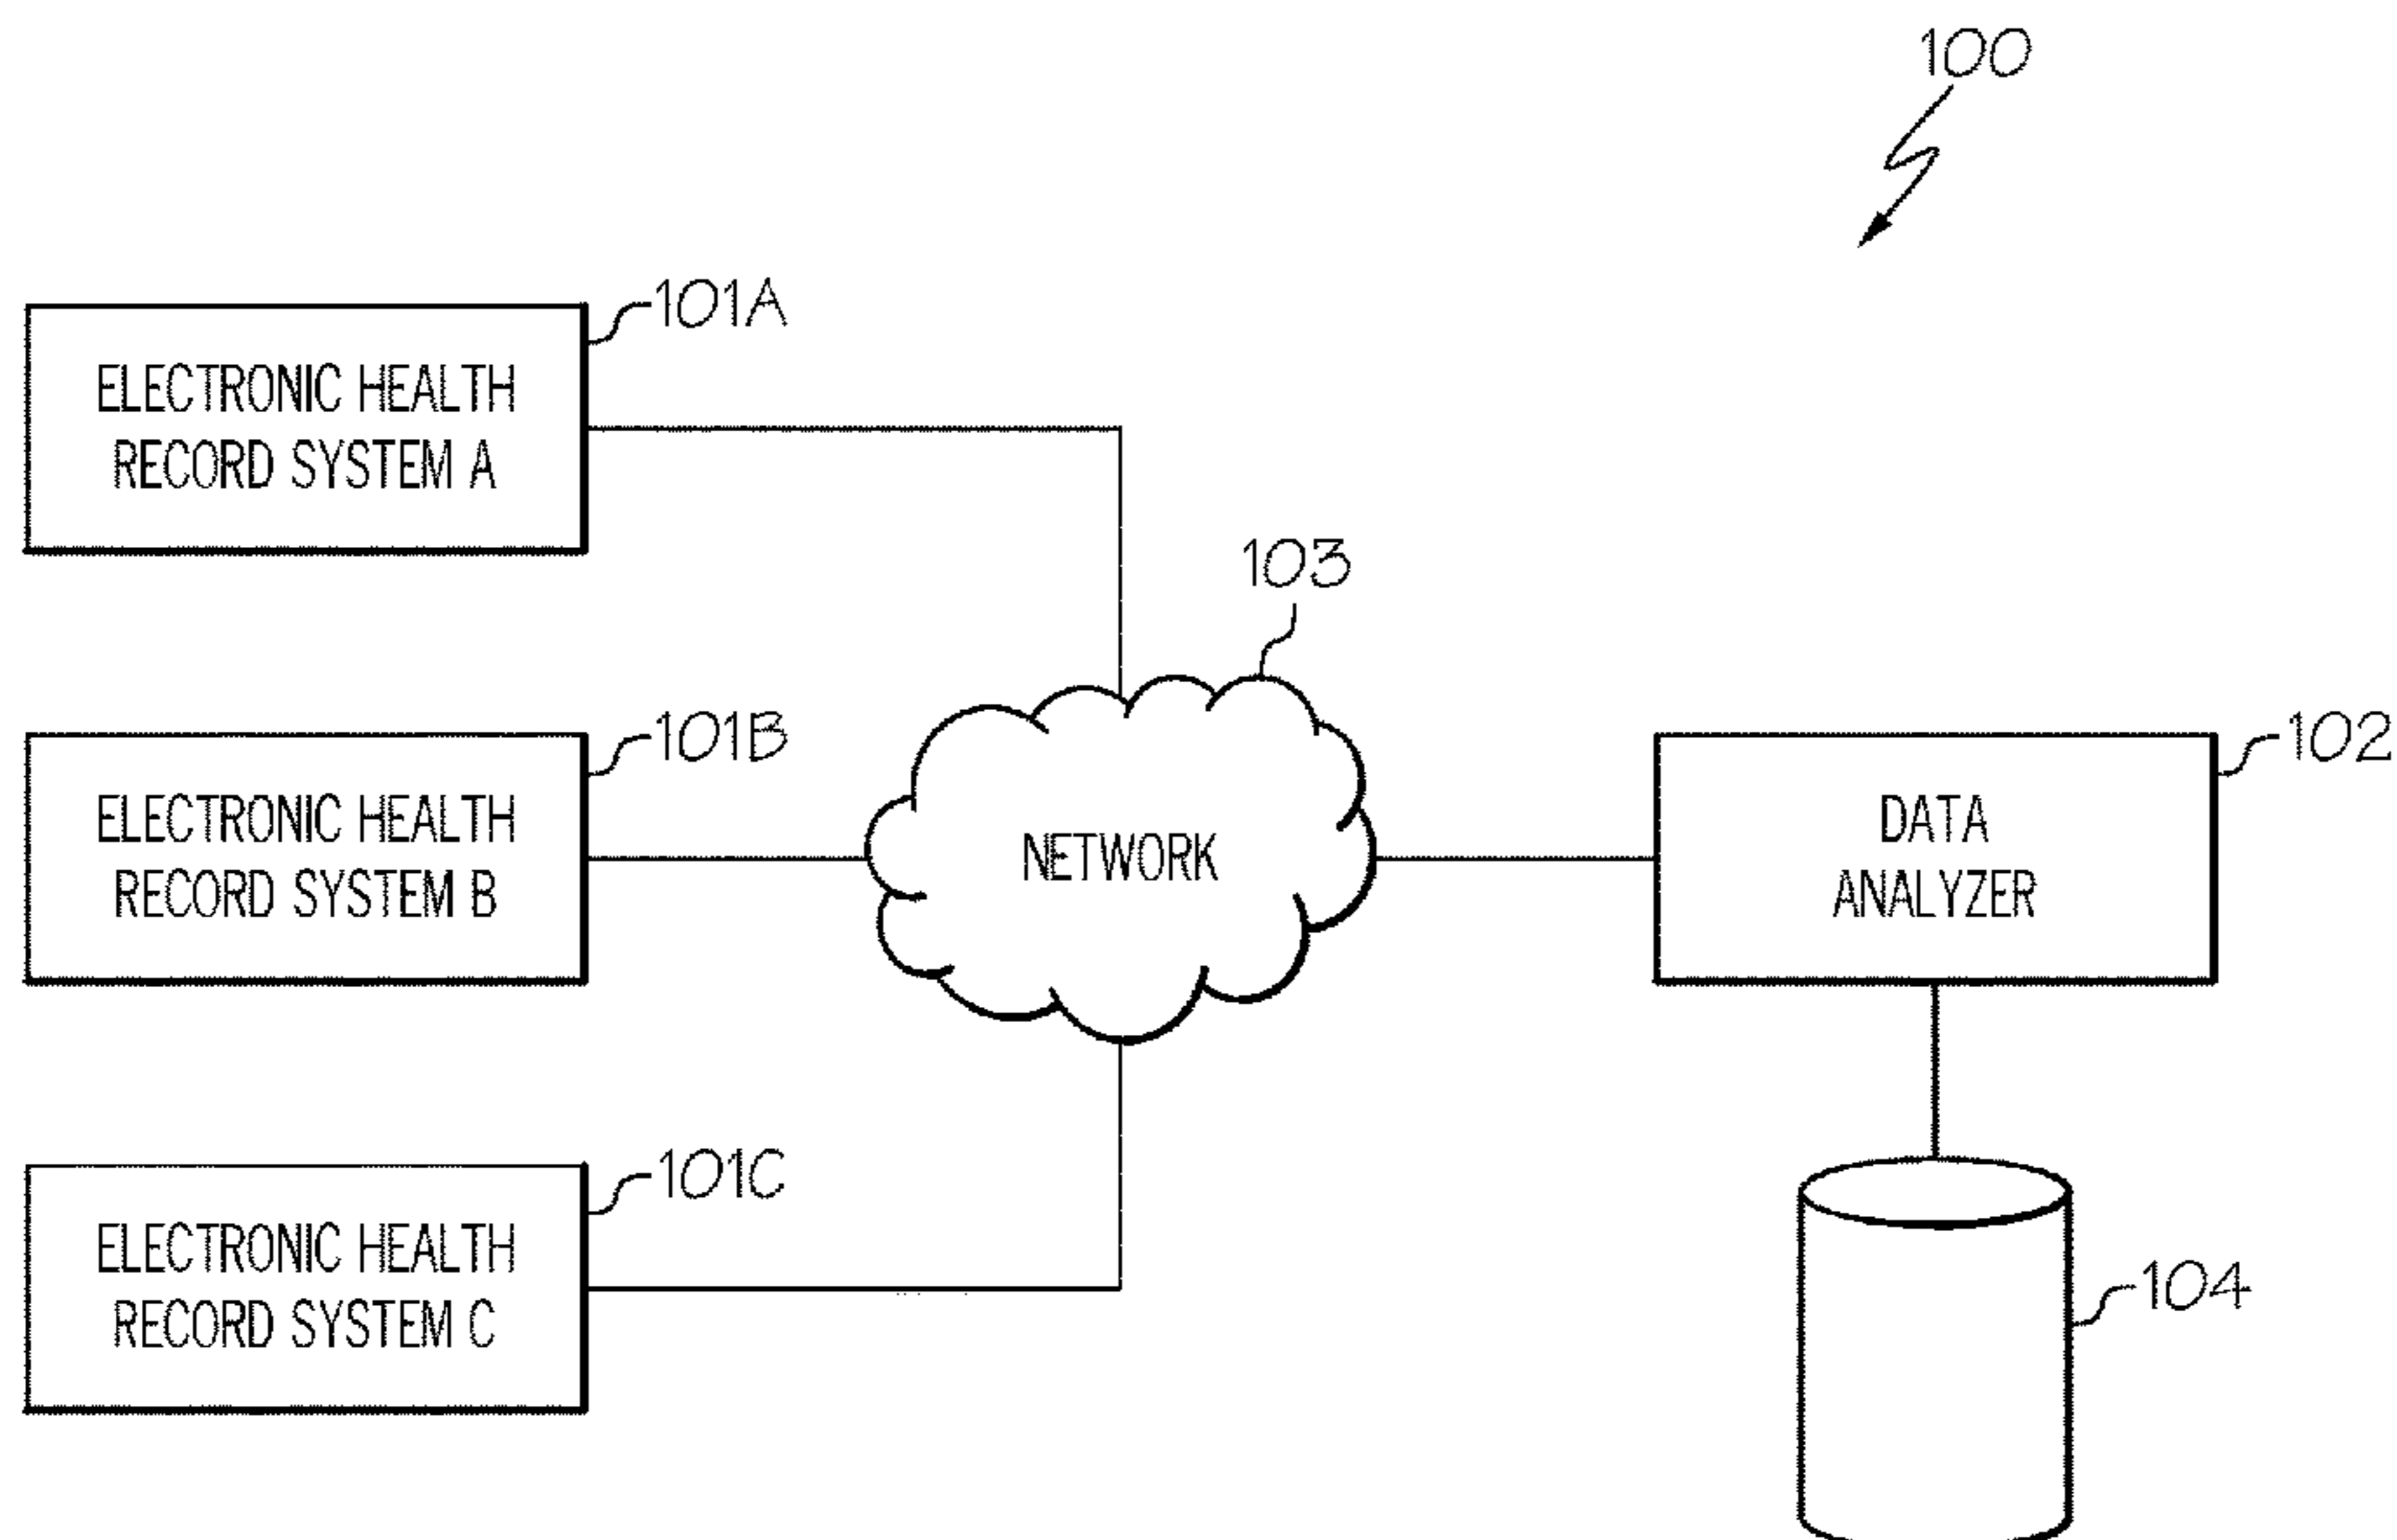 100
101A
ELECTRONIC HEALTH
RECORD SYSTEM A
103
101B
ELECTRONIC HEALTH
RECORD SYSTEM B
NETWORK
102
DATA
ANALYZER
101C
ELECTRONIC HEALTH
RECORD SYSTEM C
104